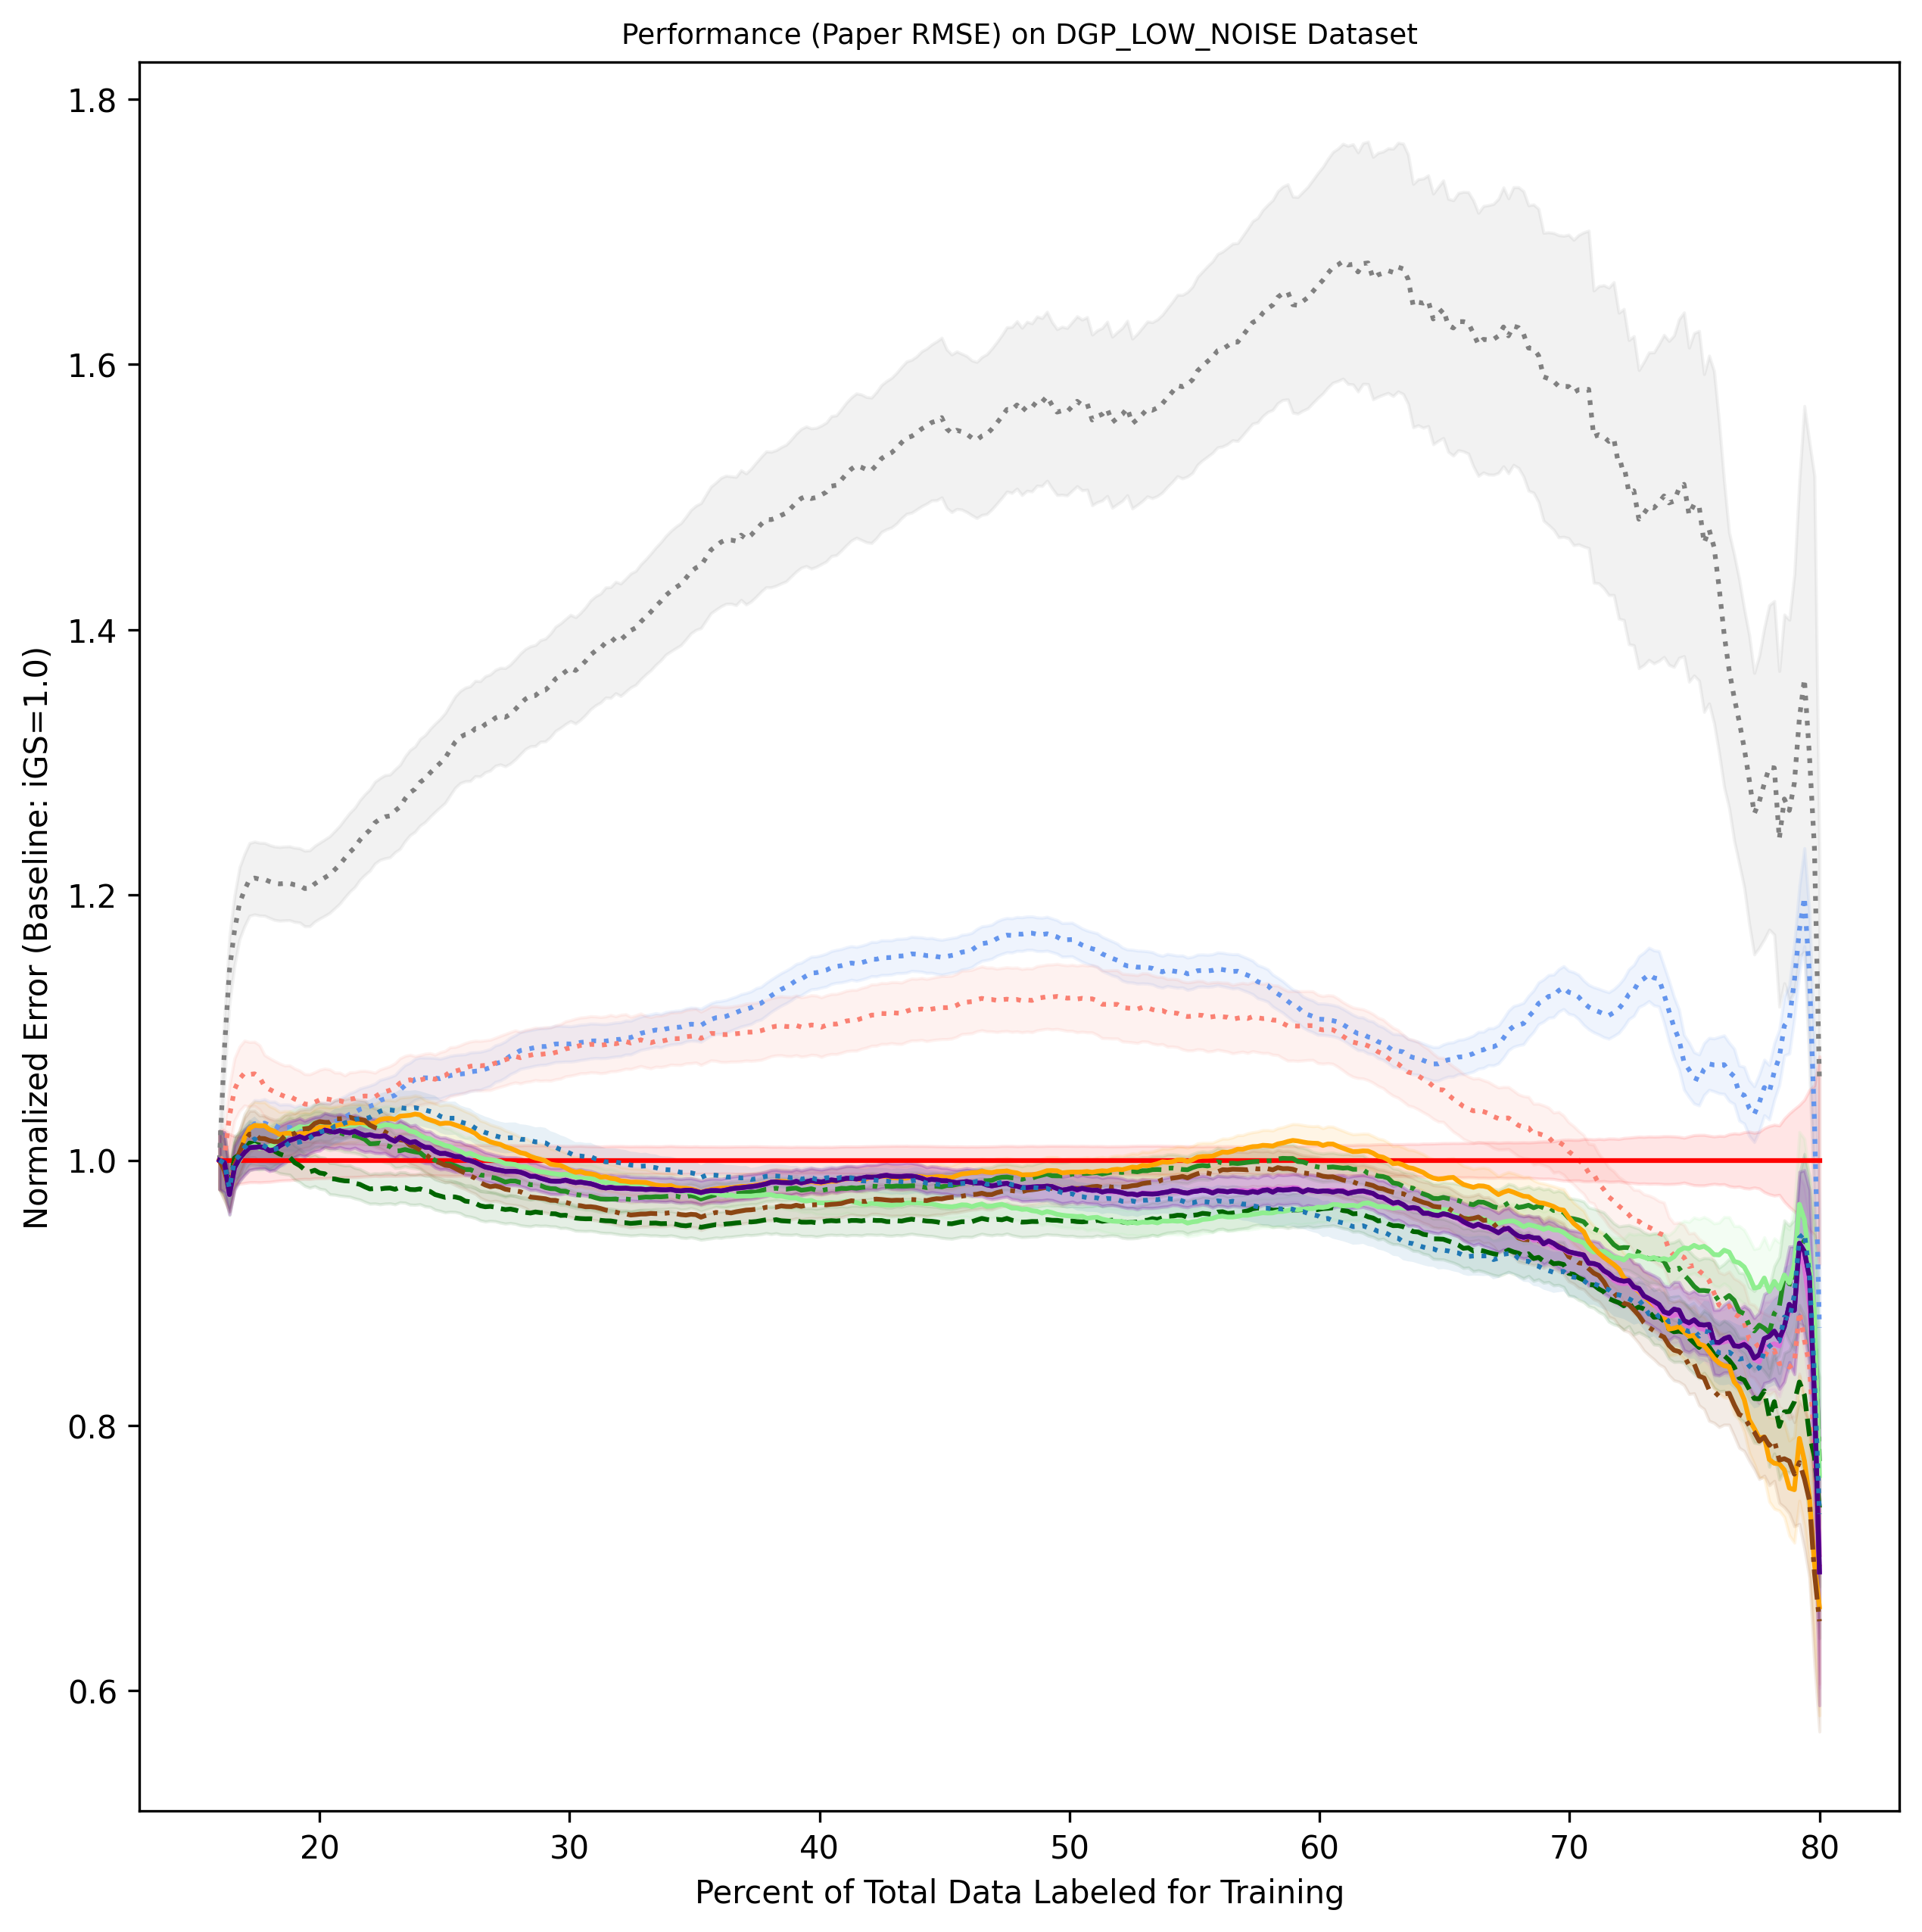 Performance (Paper RMSE) on DGP_LOW_NOISE Dataset
Normalized Error (Baseline: iGS=1.0)
1.8
1.6
1.4
1.2
1.0
0.8
0.6
20 30 40 50 60 70 80
Percent of Total Data Labeled for Training